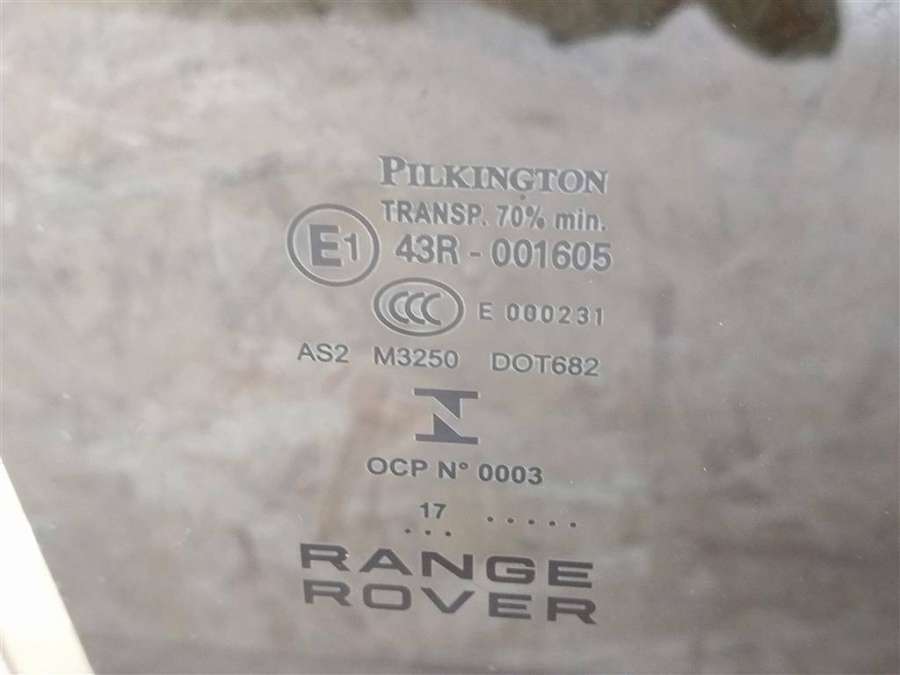 PILKINGTON
TRANSP. 70% min.
E1 43R - 001605
CCC E 000231
AS2 M3250 DOT682
N
OCP N° 0003
17 .....
...
RANGE
ROVER